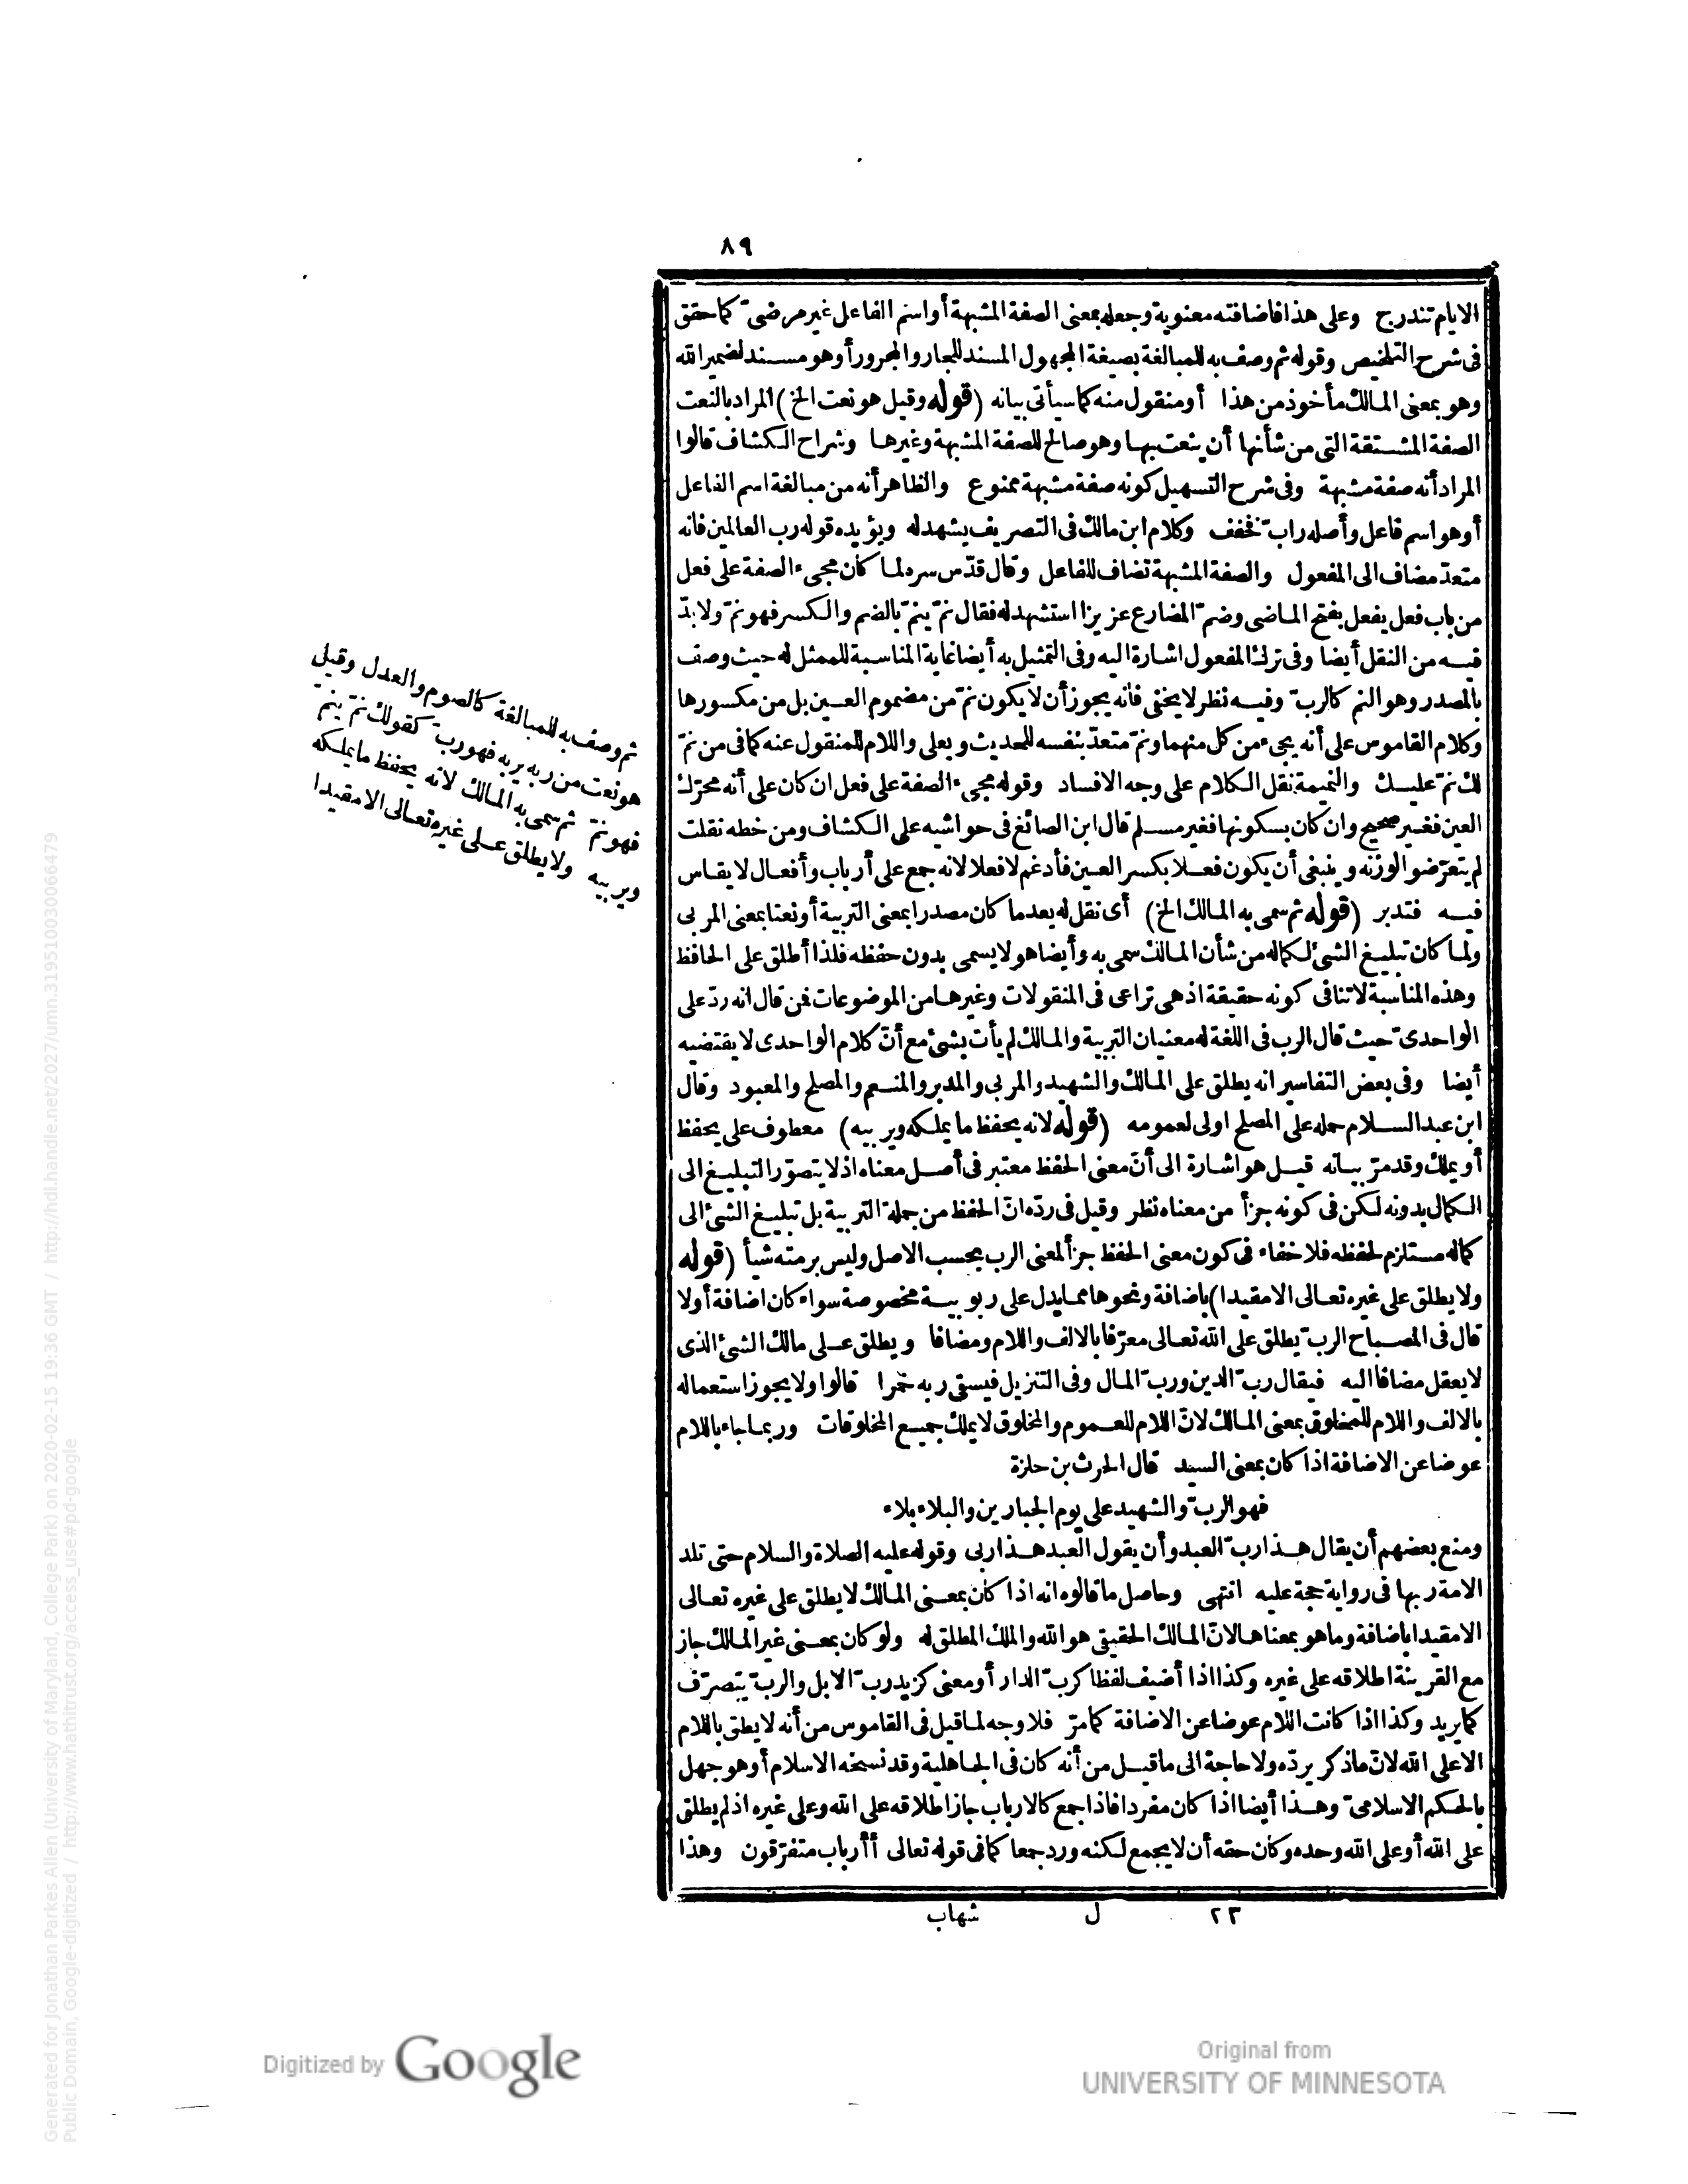 ٨٩
الايام تندرج وعلى هذا فاضافته معنوية وجعله بمعنى الصفة المشبهة أو اسم الفاعل غير مرضىّ كما حقق
فى شرح التلخيص وقوله ثم وصف به للمبالغة بصيغة المجهول المسند للجار والمجرور أو هو مسند لضمير الله
وهو بمعنى المالك مأخوذ من هذا أو منقول منه كما سيأتى بيانه (قوله وقيل هو نعت الخ) المراد بالنعت
الصفة المشتقة التى من شأنها أن ينعت بها وهو صالح للصفة المشبهة وغيرها وشراح الكشاف قالوا
المراد أنه صفة مشبهة وفى شرح التسهيل كونه صفة مشبهة ممنوع والظاهر أنه من مبالغة اسم الفاعل
أو هو اسم فاعل وأصله رابّ فخفف وكلام ابن مالك فى التصريف يشهد له ويؤيده قوله رب العالمين فانه
متعدّ مضاف الى المفعول والصفة المشبهة تضاف للفاعل وقال قدّس سره لما كان مجىء الصفة على فعل
من باب فعل يفعل بفتح الماضى وضمّ المضارع عزيزا استشهد له فقال نمّ ينمّ بالضم والكسر فهو نمّ ولا بدّ
فيه من النقل أيضا وفى ترك المفعول اشارة اليه وفى التمثيل به أيضا غاية المناسبة للممثل له حيث وصف
بالمصدر وهو النم كالربّ وفيه نظر لا يخفى فانه يجوز أن لا يكون نمّ من مضموم العين بل من مكسورها
وكلام القاموس على أنه يجىء من كل منهما ونمّ متعدّ بنفسه للحديث وبعلى واللام للمنقول عنه كما فى من نمّ
لك نمّ عليك والنميمة نقل الكلام على وجه الافساد وقوله مجىء الصفة على فعل ان كان على أنه محرّك
العين فغير صحيح وان كان بسكونها فغير مسلم قال ابن الصائغ فى حواشيه على الكشاف ومن خطه نقلت
لم يتعرّضوا لوزنه وينبغى أن يكون فعلا بكسر العين فأدغم لا فعلا لانه جمع على أرباب وأفعال لا يقاس
فيه فتدبر (قوله ثم سمى به المالك الخ) أى نقل له بعد ما كان مصدرا بمعنى التربية أو نعتا بمعنى المربى
ولما كان تبليغ الشئ لكماله من شأن المالك سمى به وأيضا هو لا يسمى بدون حفظه فلذا أطلق على الحافظ
وهذه المناسبة لا تنافى كونه حقيقة اذ هى تراعى فى المنقولات وغيرها من الموضوعات فمن قال انه ردّ على
الواحدىّ حيث قال الرب فى اللغة له معنيان التربية والمالك لم يأت بشئ مع أنّ كلام الواحدى لا يقتضيه
أيضا وفى بعض التفاسير انه يطلق على المالك والشهيد والمربى والمدبر والمنعم والمصلح والمعبود وقال
ابن عبد السلام حمله على المصلح اولى لعمومه (قوله لانه يحفظ ما يملكه ويربيه) معطوف على يحفظ
أو يملك وقد مرّ بيانه قيل هو اشارة الى أنّ معنى الحفظ معتبر فى أصل معناه اذ لا يتصوّر التبليغ الى
الكمال بدونه لكن فى كونه جزأ من معناه نظر وقيل فى ردّه انّ الحفظ من جملة التربية بل تبليغ الشئ الى
كماله مستلزم لحفظه فلا خفاء فى كون معنى الحفظ جزأ لمعنى الرب بحسب الاصل وليس برمته شيأ (قوله
ولا يطلق على غيره تعالى الا مقيدا) باضافة ونحوها مما يدل على ربوبية مخصوصة سواء كان اضافة أولا
قال فى المصباح الربّ يطلق على الله تعالى معرّفا بالالف واللام ومضافا ويطلق على مالك الشئ الذى
لا يعقل مضافا اليه فيقال ربّ الدين وربّ المال وفى التنزيل فيسقى ربه خمرا قالوا ولا يجوز استعماله
بالالف واللام للمخلوق بمعنى المالك لانّ اللام للعموم والمخلوق لا يملك جميع المخلوقات وربما جاء باللام
عوضا عن الاضافة اذا كان بمعنى السيد قال الحرث بن حلزة
فهو الربّ والشهيد على يوم الجبارين والبلاء بلاء
ومنع بعضهم أن يقال هذا ربّ العبد وأن يقول العبد هذا ربى وقوله عليه الصلاة والسلام حتى تلد
الامة ربها فى رواية حجة عليه انتهى وحاصل ما قالوه انه اذا كان بمعنى المالك لا يطلق على غيره تعالى
الا مقيدا باضافة وما هو بمعناها لانّ المالك الحقيقى هو الله والملك المطلق له ولو كان بمعنى غير المالك جاز
مع القرينة اطلاقه على غيره وكذا اذا أضيف لفظا كربّ الدار أو معنى كزيد ربّ الابل والربّ يتصرّف
كما يريد وكذا اذا كانت اللام عوضا عن الاضافة كما مرّ فلا وجه لما قيل فى القاموس من أنه لا يطلق باللام
الا على الله لانّ ما ذكر يردّه ولا حاجة الى ما قيل من أنه كان فى الجاهلية وقد نسخه الاسلام أو هو جهل
بالحكم الاسلامىّ وهذا أيضا اذا كان مفردا فاذا جمع كالارباب جاز اطلاقه على الله وعلى غيره اذ لم يطلق
على الله أو على الله وحده وكان حقه أن لا يجمع لكنه ورد جمعا كما فى قوله تعالى أأرباب متفرّقون وهذا
ثم وصف به للمبالغة كالصوم والعدل وقيل
هو نعت من ربه يربه فهو ربّ كقولك نمّ ينمّ
فهو نمّ ثم سمى به المالك لانه يحفظ ما يملكه
ويربيه ولا يطلق على غيره تعالى الا مقيدا
٢٣ ل شهاب
Digitized by Google
Original from
UNIVERSITY OF MINNESOTA
Generated for Jonathan Parkes Allen (University of Maryland, College Park) on 2020-02-15 19:36 GMT / http://hdl.handle.net/2027/umn.31951003006647 9
Public Domain, Google-digitized / http://www.hathitrust.org/access_use#pd-google